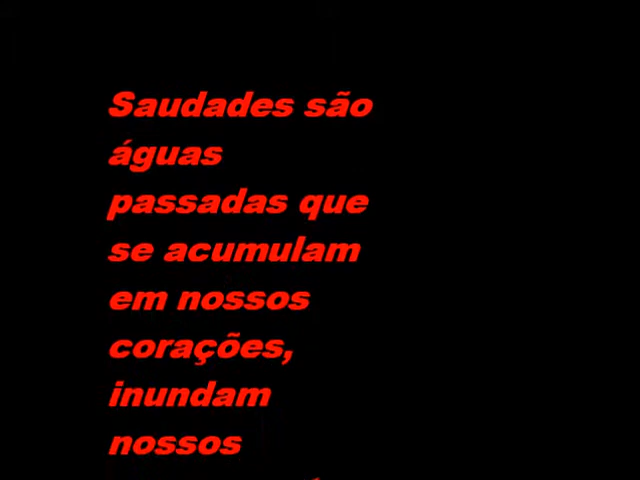 Saudades são
águas
passadas que
se acumulam
em nossos
corações,
inundam
nossos